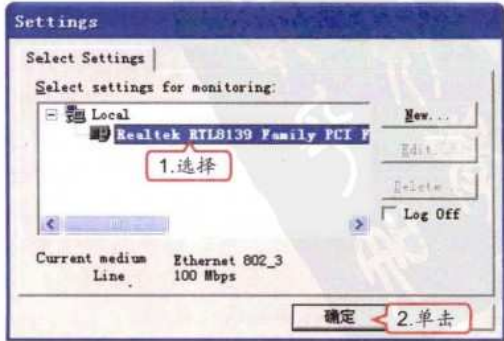 Settings
Select Settings
Select settings for monitoring:
Local
Realtek RTL8139 Family PCI F
1.选择
New...
Edit...
Delete...
Log Off
Current medium Ethernet 802_3
Line 100 Mbps
确定
2.单击